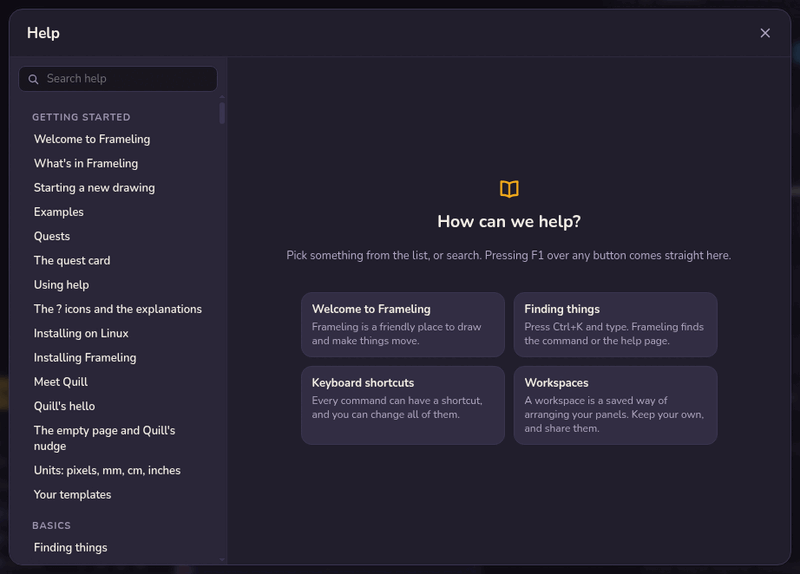 Help
Search help
GETTING STARTED
Welcome to Frameling
What's in Frameling
Starting a new drawing
Examples
Quests
The quest card
Using help
The ? icons and the explanations
Installing on Linux
Installing Frameling
Meet Quill
Quill's hello
The empty page and Quill's
nudge
Units: pixels, mm, cm, inches
Your templates
BASICS
Finding things
How can we help?
Pick something from the list, or search. Pressing F1 over any button comes straight here.
Welcome to Frameling
Frameling is a friendly place to draw
and make things move.
Finding things
Press Ctrl+K and type. Frameling finds
the command or the help page.
Keyboard shortcuts
Every command can have a shortcut,
and you can change all of them.
Workspaces
A workspace is a saved way of
arranging your panels. Keep your own,
and share them.